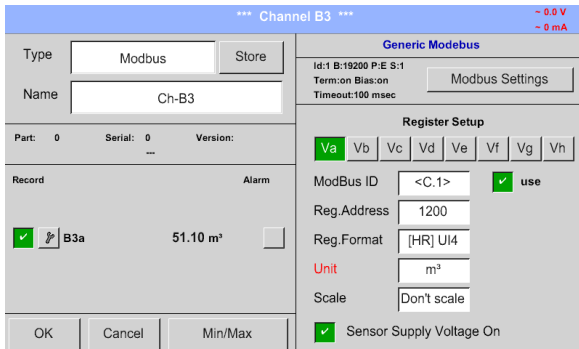 *** Channel B3 ***
~ 0.0 V
~ 0 mA
Type
Modbus
Store
Name
Ch-B3
Part: 0 Serial: 0 Version:
---
Record Alarm
B3a 51.10 m³
OK Cancel Min/Max
Generic Modebus
Id:1 B:19200 P:E S:1
Term:on Bias:on
Timeout:100 msec
Modbus Settings
Register Setup
Va Vb Vc Vd Ve Vf Vg Vh
ModBus ID <C.1> use
Reg.Address 1200
Reg.Format [HR] UI4
Unit m³
Scale Don't scale
Sensor Supply Voltage On